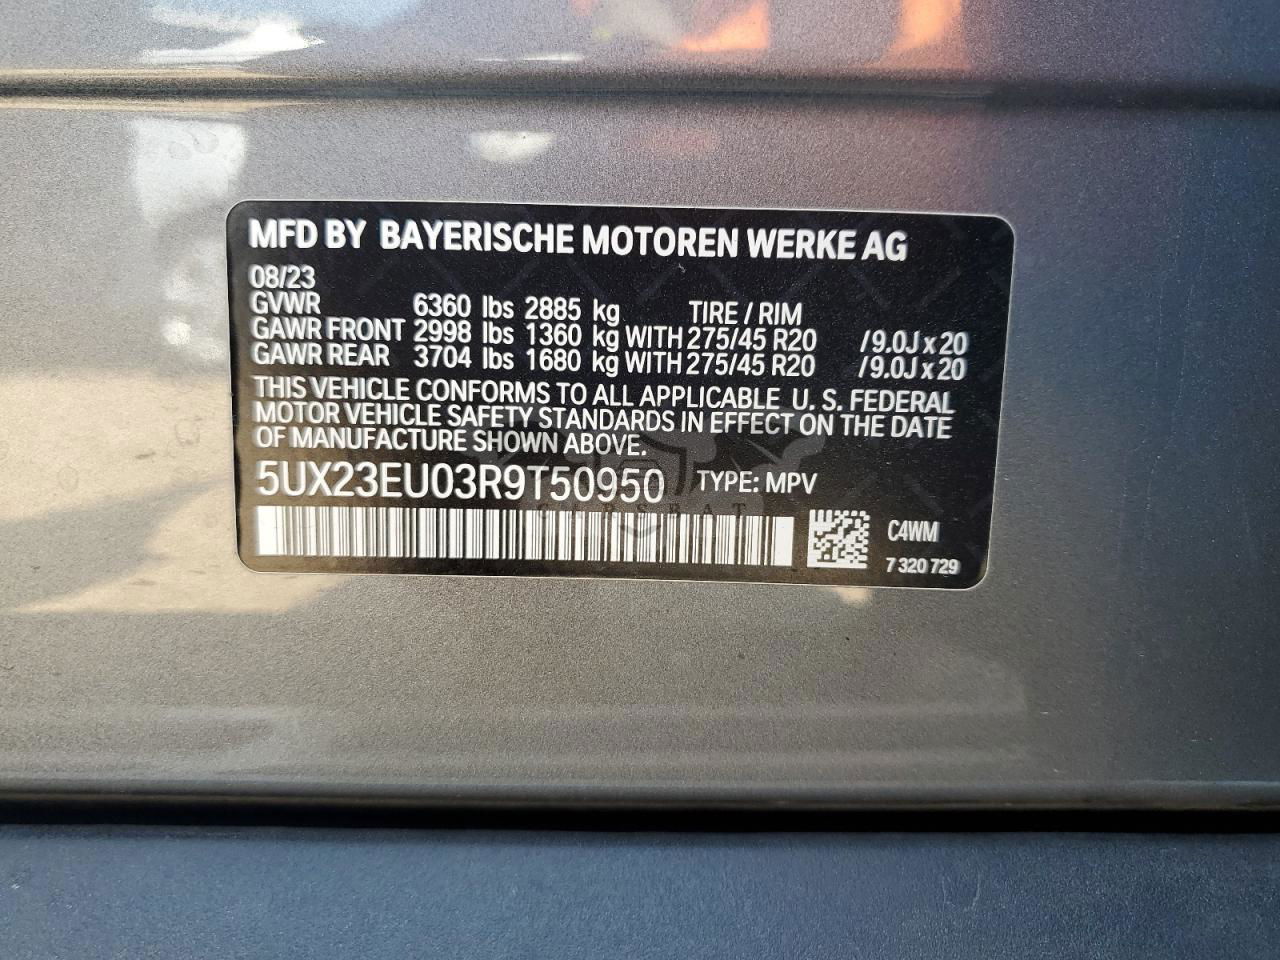 MFD BY BAYERISCHE MOTOREN WERKE AG
08/23
GVWR 6360 lbs 2885 kg TIRE / RIM
GAWR FRONT 2998 lbs 1360 kg WITH 275/45 R20 /9.0J x 20
GAWR REAR 3704 lbs 1680 kg WITH 275/45 R20 /9.0J x 20
THIS VEHICLE CONFORMS TO ALL APPLICABLE U. S. FEDERAL
MOTOR VEHICLE SAFETY STANDARDS IN EFFECT ON THE DATE
OF MANUFACTURE SHOWN ABOVE.
5UX23EU03R9T50950 TYPE: MPV
CARSBAT
C4WM
7 320 729